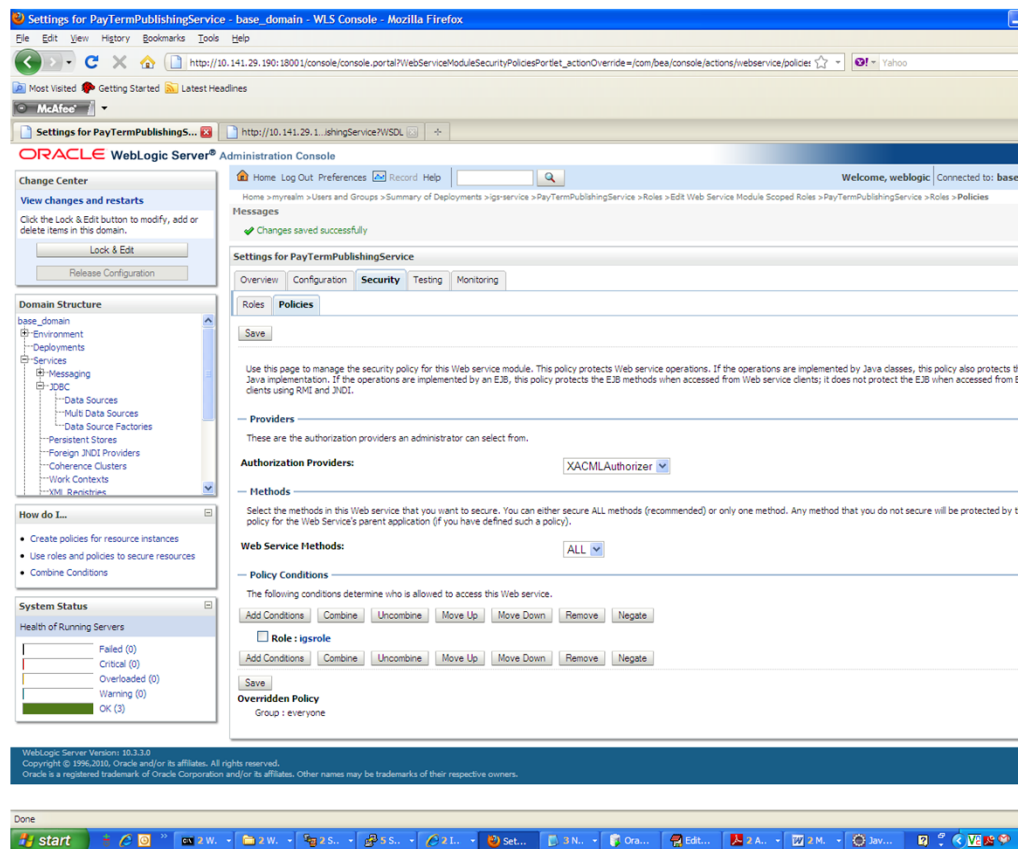 Settings for PayTermPublishingService - base_domain - WLS Console - Mozilla Firefox
File Edit View History Bookmarks Tools Help
http://10.141.29.190:18001/console/console.portal?WebServiceModuleSecurityPoliciesPortlet_actionOverride=/com/bea/console/actions/webservice/policies
Yahoo
Most Visited Getting Started Latest Headlines
McAfee
Settings for PayTermPublishingS... http://10.141.29.1...ishingService?WSDL
ORACLE WebLogic Server® Administration Console
Change Center
View changes and restarts
Click the Lock & Edit button to modify, add or
delete items in this domain.
Lock & Edit
Release Configuration
Domain Structure
base_domain
Environment
Deployments
Services
Messaging
JDBC
Data Sources
Multi Data Sources
Data Source Factories
Persistent Stores
Foreign JNDI Providers
Coherence Clusters
Work Contexts
XML Registries
How do I...
Create policies for resource instances
Use roles and policies to secure resources
Combine Conditions
System Status
Health of Running Servers
Failed (0)
Critical (0)
Overloaded (0)
Warning (0)
OK (3)
Home Log Out Preferences Record Help
Welcome, weblogic Connected to: base
Home >myrealm >Users and Groups >Summary of Deployments >igs-service >PayTermPublishingService >Roles >Edit Web Service Module Scoped Roles >PayTermPublishingService >Roles >Policies
Messages
Changes saved successfully
Settings for PayTermPublishingService
Overview Configuration Security Testing Monitoring
Roles Policies
Save
Use this page to manage the security policy for this Web service module. This policy protects Web service operations. If the operations are implemented by Java classes, this policy also protects th
Java implementation. If the operations are implemented by an EJB, this policy protects the EJB methods when accessed from Web service clients; it does not protect the EJB when accessed from E
clients using RMI and JNDI.
Providers
These are the authorization providers an administrator can select from.
Authorization Providers: XACMLAuthorizer
Methods
Select the methods in this Web service that you want to secure. You can either secure ALL methods (recommended) or only one method. Any method that you do not secure will be protected by t
policy for the Web Service's parent application (if you have defined such a policy).
Web Service Methods: ALL
Policy Conditions
The following conditions determine who is allowed to access this Web service.
Add Conditions Combine Uncombine Move Up Move Down Remove Negate
Role : igsrole
Add Conditions Combine Uncombine Move Up Move Down Remove Negate
Save
Overridden Policy
Group : everyone
WebLogic Server Version: 10.3.3.0
Copyright © 1996,2010, Oracle and/or its affiliates. All rights reserved.
Oracle is a registered trademark of Oracle Corporation and/or its affiliates. Other names may be trademarks of their respective owners.
Done
start 2 W. 2 W. 2 S.. 5 S.. 2 I.. Set... 3 N.. Ora... Edit... 2 A.. 2 M. Jav...